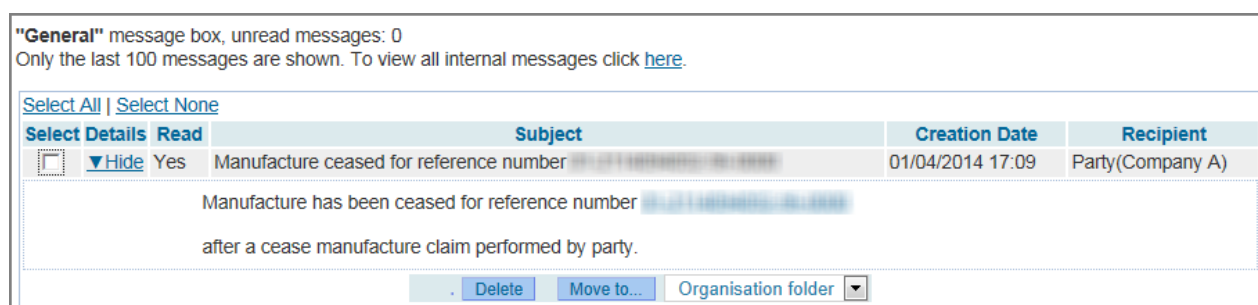 "General" message box, unread messages: 0
Only the last 100 messages are shown. To view all internal messages click here.
Select All | Select None
Select Details Read Subject Creation Date Recipient
▼Hide Yes Manufacture ceased for reference number 01/04/2014 17:09 Party(Company A)
Manufacture has been ceased for reference number
after a cease manufacture claim performed by party.
. Delete Move to... Organisation folder